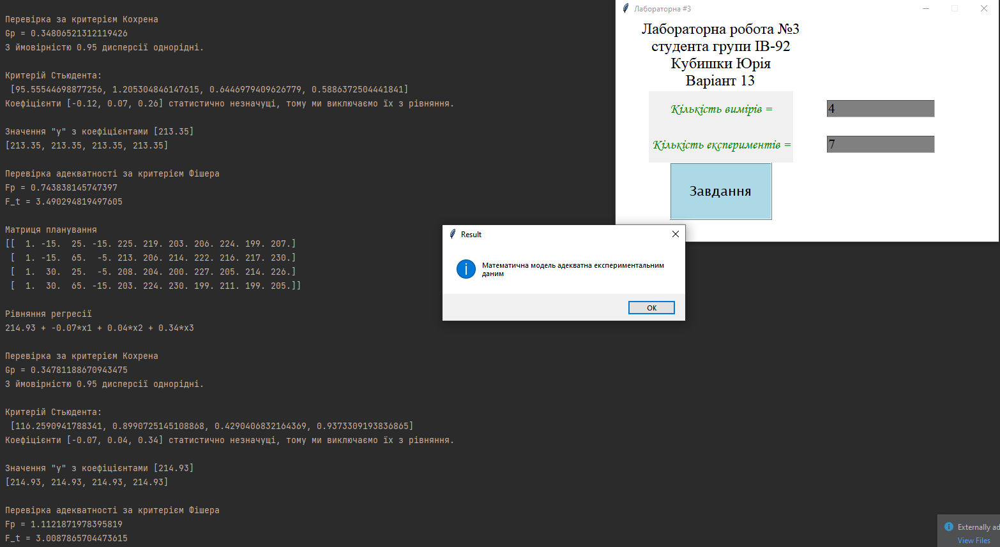 Перевірка за критерієм Кохрена
Gp = 0.34806521312119426
З ймовірністю 0.95 дисперсії однорідні.
Критерій Стьюдента:
[95.55544698877256, 1.205304846147615, 0.6446979409626779, 0.5886372504441841]
Коефіцієнти [-0.12, 0.07, 0.26] статистично незначущі, тому ми виключаємо їх з рівняння.
Значення "y" з коефіцієнтами [213.35]
[213.35, 213.35, 213.35, 213.35]
Перевірка адекватності за критерієм Фішера
Fp = 0.743838145747397
F_t = 3.490294819497605
Матриця планування
[[  1. -15.  25. -15. 225. 219. 203. 206. 224. 199. 207.]
[  1. -15.  65.  -5. 213. 206. 214. 222. 216. 217. 230.]
[  1.  30.  25.  -5. 208. 204. 200. 227. 205. 214. 226.]
[  1.  30.  65. -15. 203. 224. 230. 199. 211. 199. 205.]]
Рівняння регресії
214.93 + -0.07*x1 + 0.04*x2 + 0.34*x3
Перевірка за критерієм Кохрена
Gp = 0.34781188670943475
З ймовірністю 0.95 дисперсії однорідні.
Критерій Стьюдента:
[116.2590941788341, 0.8990725145108868, 0.4290406832164369, 0.9373309193836865]
Коефіцієнти [-0.07, 0.04, 0.34] статистично незначущі, тому ми виключаємо їх з рівняння.
Значення "y" з коефіцієнтами [214.93]
[214.93, 214.93, 214.93, 214.93]
Перевірка адекватності за критерієм Фішера
Fp = 1.1121871978395819
F_t = 3.0087865704473615
Лабораторна #3
Лабораторна робота №3
студента групи ІВ-92
Кубишки Юрія
Варіант 13
Кількість вимірів =
4
Кількість експериментів =
7
Завдання
Result
Математична модель адекватна експериментальним
даним
OK
Externally ad
View Files